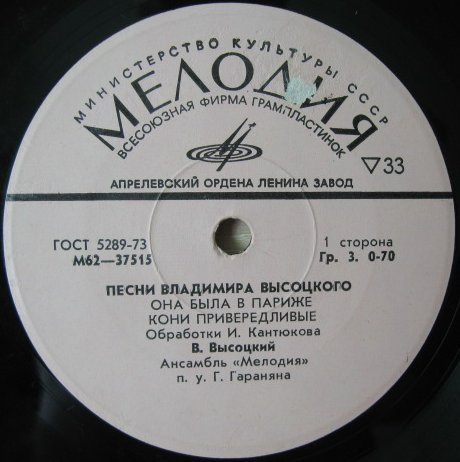 МИНИСТЕРСТВО КУЛЬТУРЫ СССР
МЕЛОДИЯ
ВСЕСОЮЗНАЯ ФИРМА ГРАМПЛАСТИНОК
▽33
АПРЕЛЕВСКИЙ ОРДЕНА ЛЕНИНА ЗАВОД
ГОСТ 5289-73
М62—37515
1 сторона
Гр. 3. 0-70
ПЕСНИ ВЛАДИМИРА ВЫСОЦКОГО
ОНА БЫЛА В ПАРИЖЕ
КОНИ ПРИВЕРЕДЛИВЫЕ
Обработки И. Кантюкова
В. Высоцкий
Ансамбль «Мелодия»
п. у. Г. Гараняна